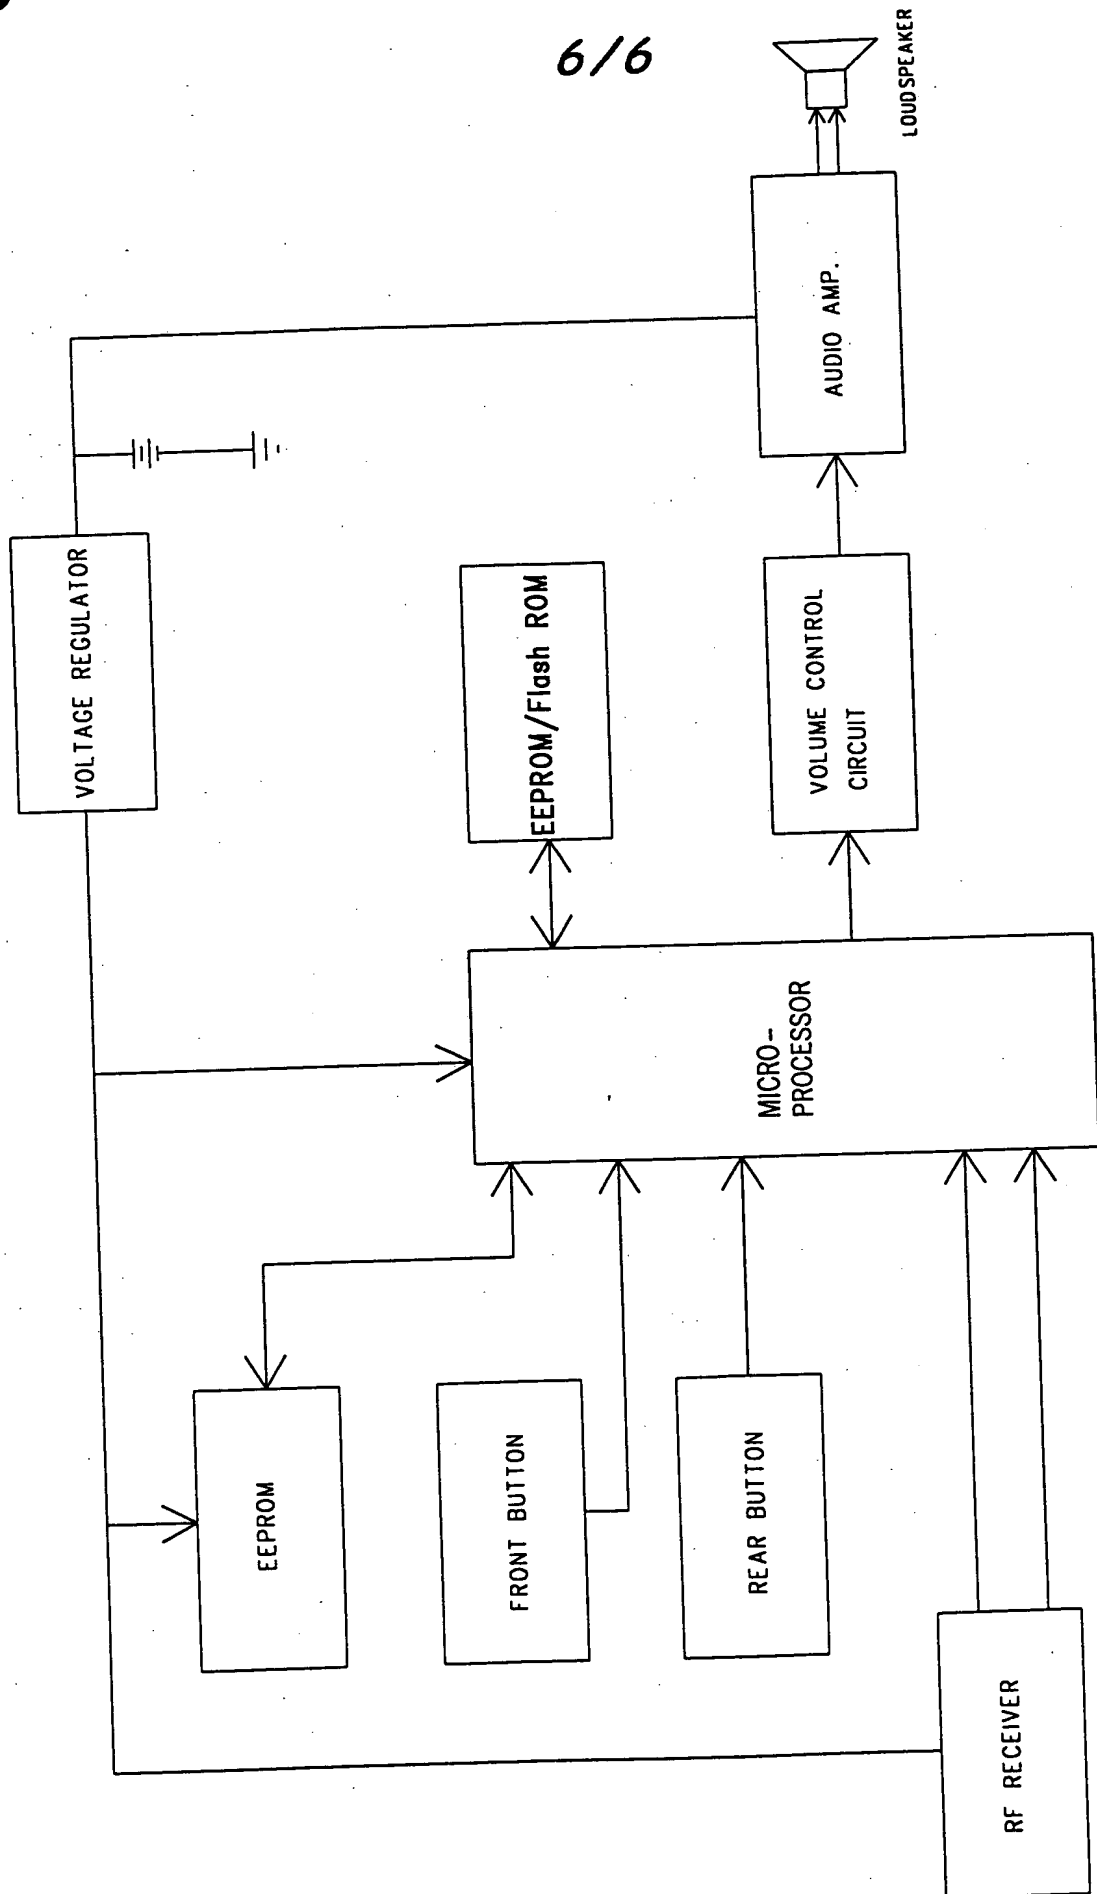 6/6
VOLTAGE REGULATOR
EEPROM
EEPROM/Flash ROM
FRONT BUTTON
REAR BUTTON
MICRO-
PROCESSOR
VOLUME CONTROL
CIRCUIT
AUDIO AMP.
LOUDSPEAKER
RF RECEIVER